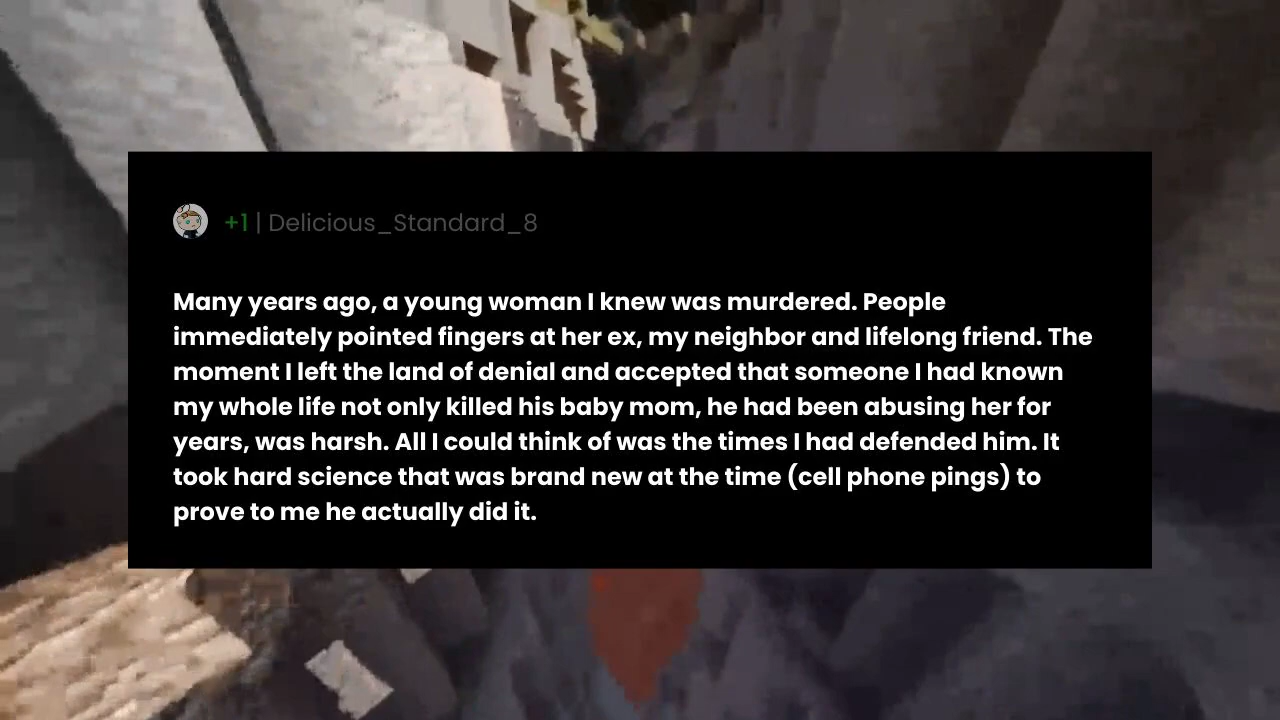 +1 | Delicious_Standard_8
Many years ago, a young woman I knew was murdered. People
immediately pointed fingers at her ex, my neighbor and lifelong friend. The
moment I left the land of denial and accepted that someone I had known
my whole life not only killed his baby mom, he had been abusing her for
years, was harsh. All I could think of was the times I had defended him. It
took hard science that was brand new at the time (cell phone pings) to
prove to me he actually did it.